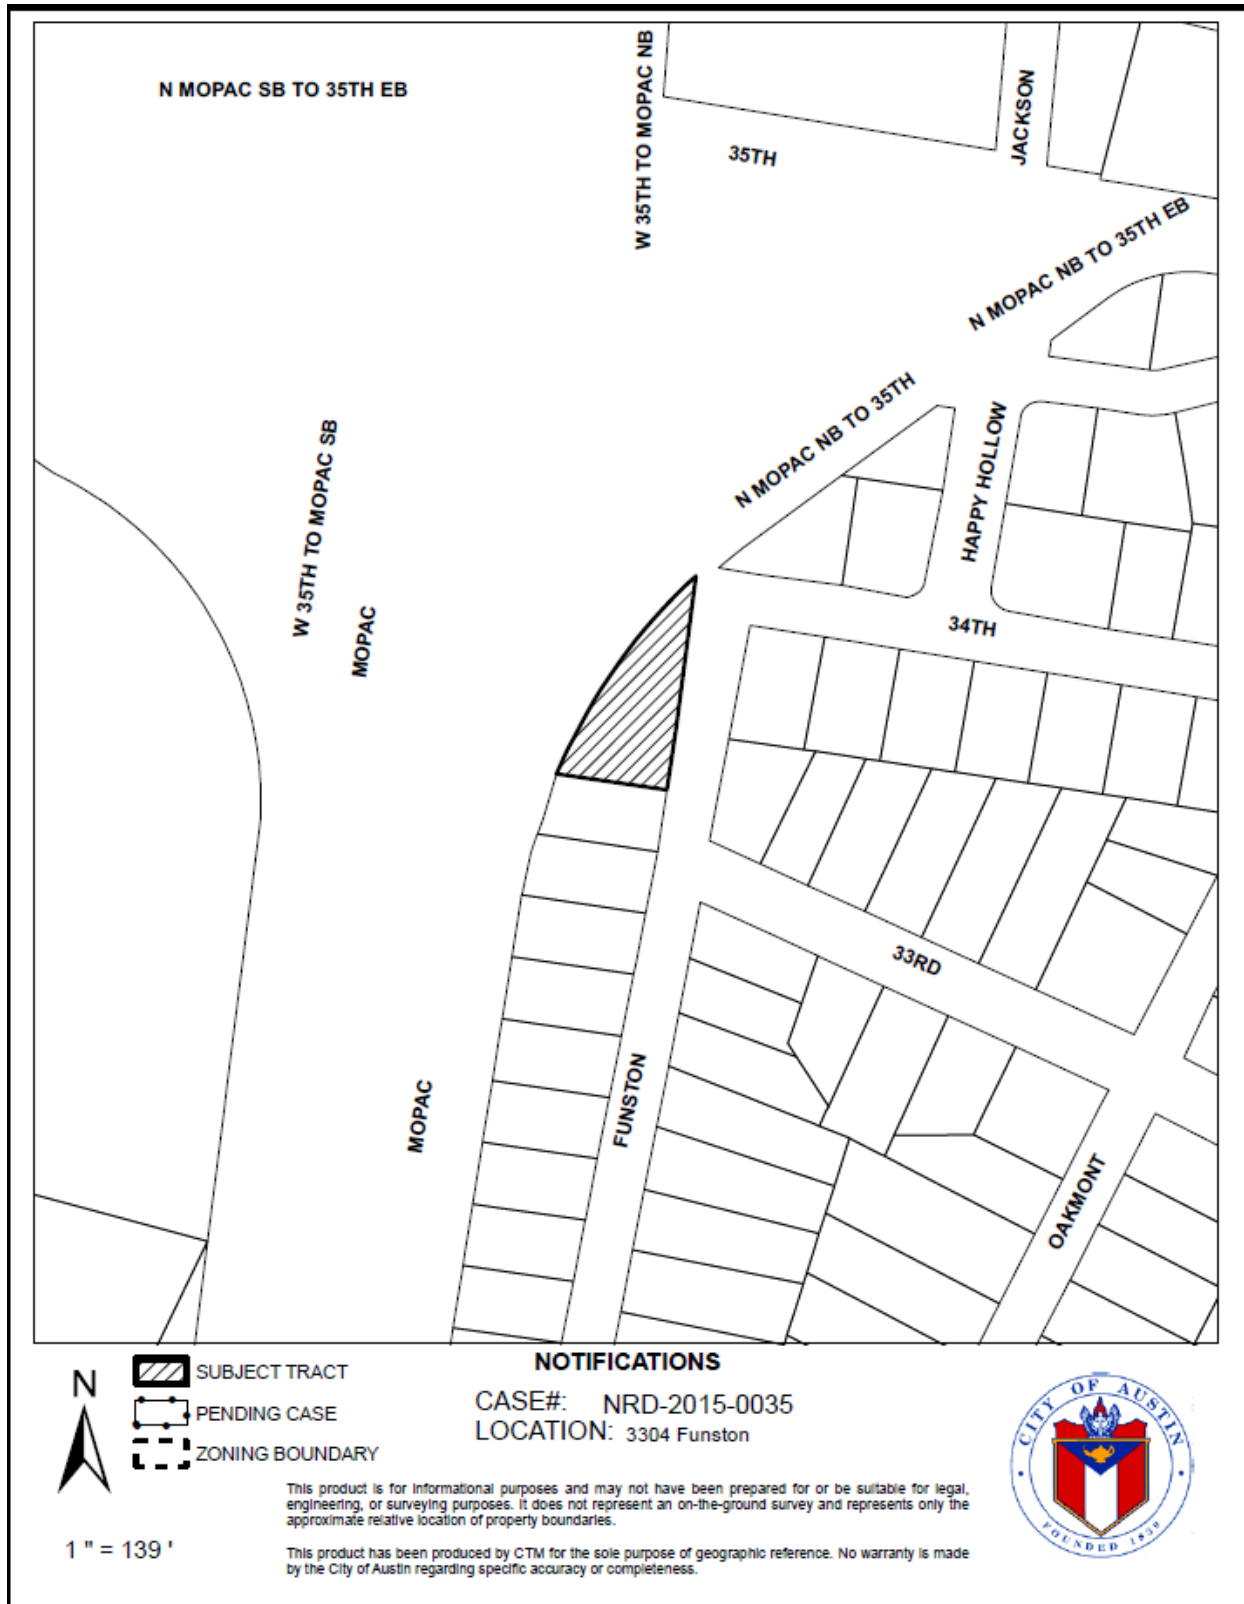 N MOPAC SB TO 35TH EB
W 35TH TO MOPAC NB
35TH
JACKSON
N MOPAC NB TO 35TH EB
N MOPAC NB TO 35TH
HAPPY HOLLOW
W 35TH TO MOPAC SB
MOPAC
34TH
33RD
MOPAC
FUNSTON
OAKMONT
N
SUBJECT TRACT
PENDING CASE
ZONING BOUNDARY
1 " = 139 '
NOTIFICATIONS
CASE#: NRD-2015-0035
LOCATION: 3304 Funston
This product is for informational purposes and may not have been prepared for or be suitable for legal,
engineering, or surveying purposes. It does not represent an on-the-ground survey and represents only the
approximate relative location of property boundaries.
This product has been produced by CTM for the sole purpose of geographic reference. No warranty is made
by the City of Austin regarding specific accuracy or completeness.
CITY OF AUSTIN
FOUNDED 1839